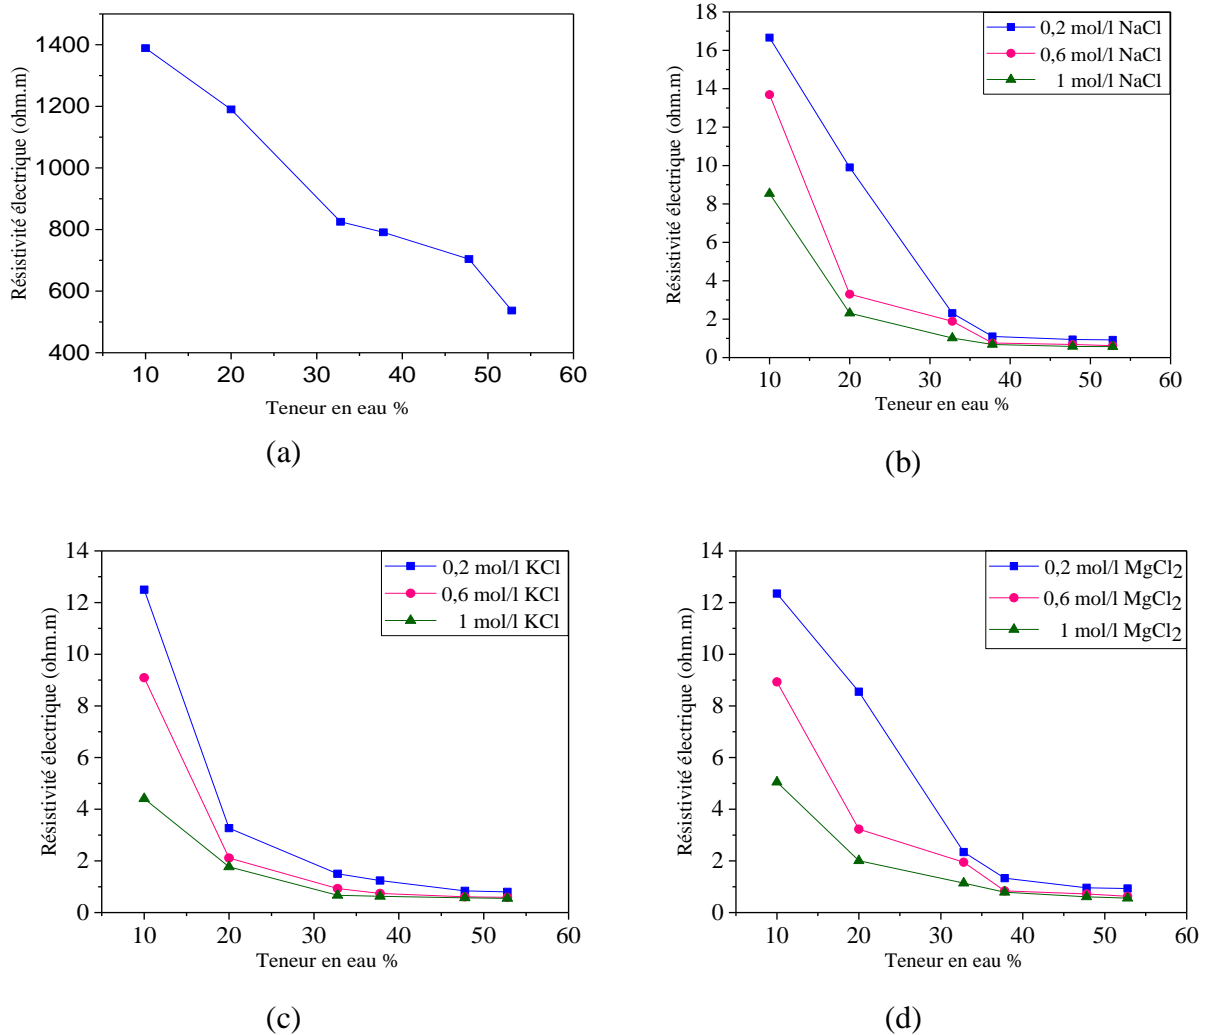 1400
1200
1000
800
600
400
10 20 30 40 50 60
Résistivité électrique (ohm.m)
Teneur en eau %
(a)
18
16
14
12
10
8
6
4
2
0
10 20 30 40 50 60
Résistivité électrique (ohm.m)
Teneur en eau %
0,2 mol/l NaCl
0,6 mol/l NaCl
1 mol/l NaCl
(b)
14
12
10
8
6
4
2
0
10 20 30 40 50 60
Résistivité électrique (ohm.m)
Teneur en eau %
0,2 mol/l KCl
0,6 mol/l KCl
1 mol/l KCl
(c)
14
12
10
8
6
4
2
0
10 20 30 40 50 60
Résistivité électrique (ohm.m)
Teneur en eau %
0,2 mol/l MgCl2
0,6 mol/l MgCl2
1 mol/l MgCl2
(d)